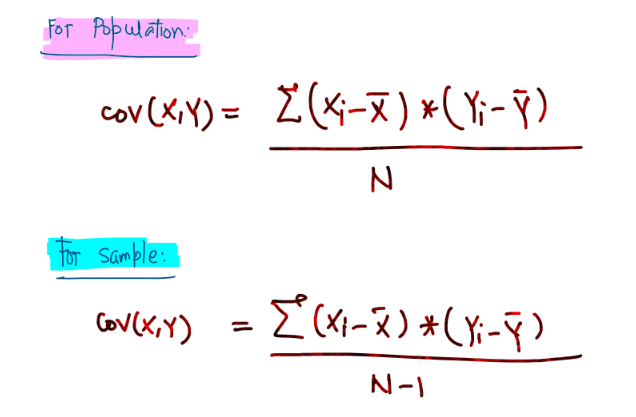 For Population:
cov(X,Y) = Σ(Xi-X̅) *(Yi-Y̅)
N
For Sample:
Cov(X,Y) = Σ(Xi-X̅) *(Yi-Y̅)
N-1